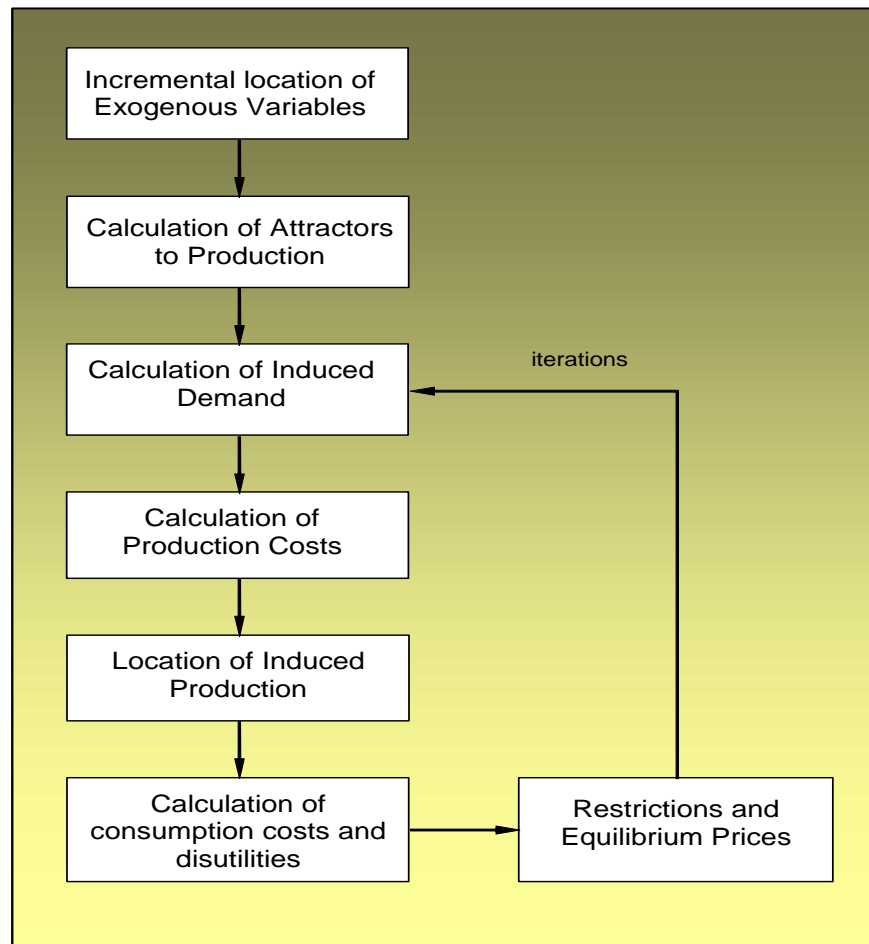 Incremental location of
Exogenous Variables
Calculation of Attractors
to Production
Calculation of Induced
Demand
iterations
Calculation of
Production Costs
Location of Induced
Production
Calculation of
consumption costs and
disutilities
Restrictions and
Equilibrium Prices